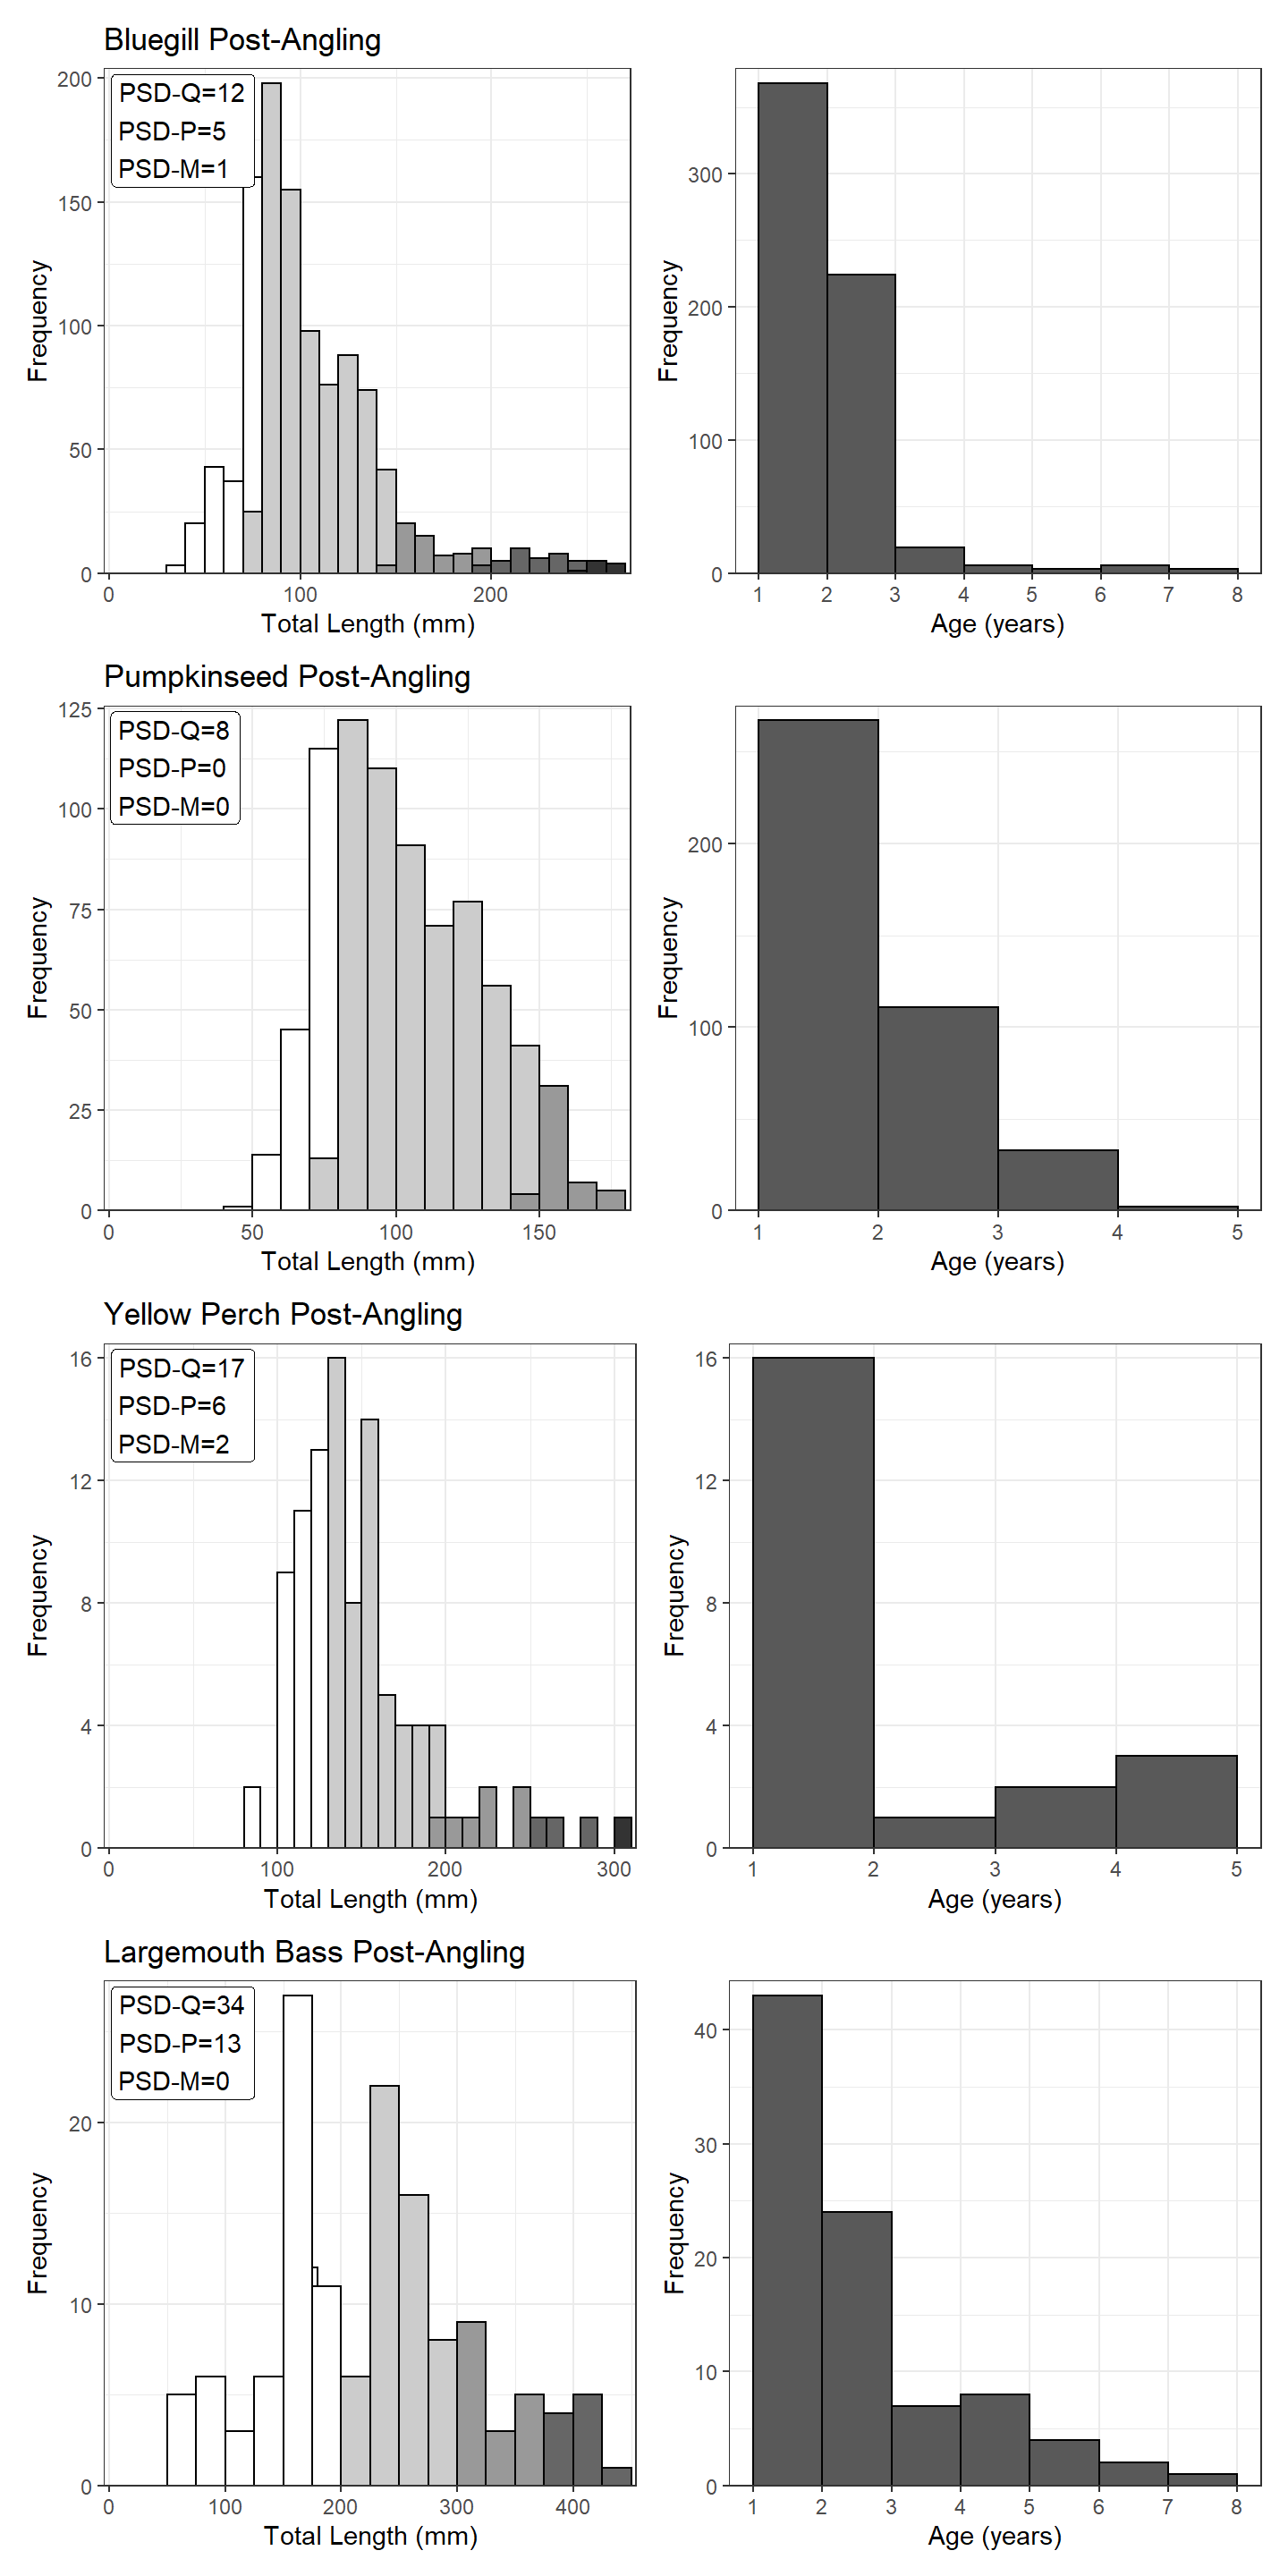 Bluegill Post-Angling
PSD-Q=12
PSD-P=5
PSD-M=1
Frequency
200
150
100
50
0
0 100 200
Total Length (mm)
Frequency
300
200
100
0
1 2 3 4 5 6 7 8
Age (years)
Pumpkinseed Post-Angling
PSD-Q=8
PSD-P=0
PSD-M=0
Frequency
125
100
75
50
25
0
0 50 100 150
Total Length (mm)
Frequency
200
100
0
1 2 3 4 5
Age (years)
Yellow Perch Post-Angling
PSD-Q=17
PSD-P=6
PSD-M=2
Frequency
16
12
8
4
0
0 100 200 300
Total Length (mm)
Frequency
16
12
8
4
0
1 2 3 4 5
Age (years)
Largemouth Bass Post-Angling
PSD-Q=34
PSD-P=13
PSD-M=0
Frequency
20
10
0
0 100 200 300 400
Total Length (mm)
Frequency
40
30
20
10
0
1 2 3 4 5 6 7 8
Age (years)